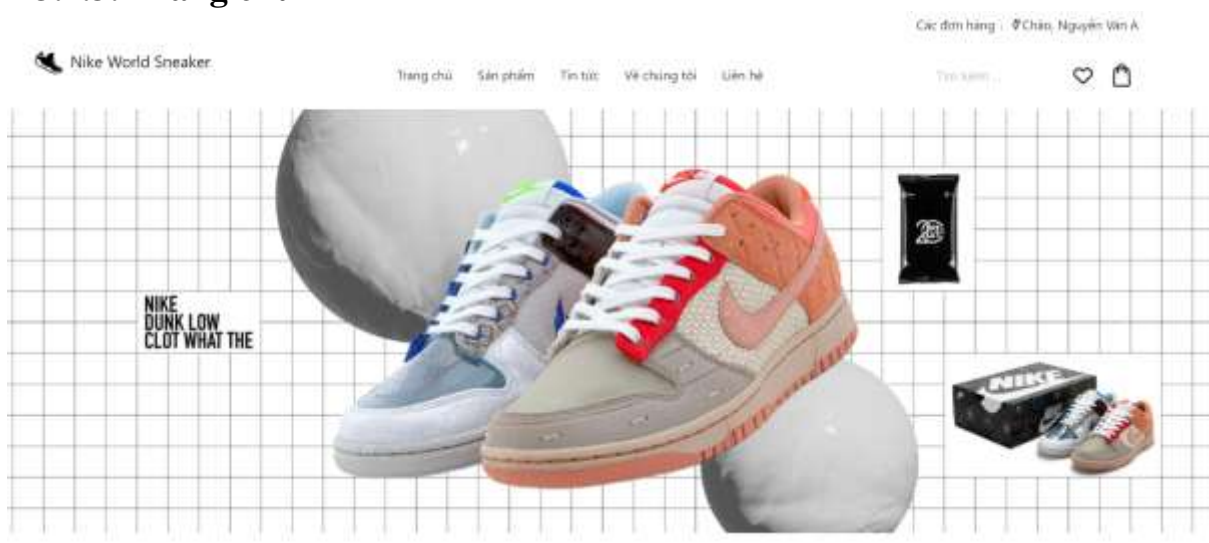 Các đơn hàng
Chào, Nguyễn Văn A
Nike World Sneaker
Trang chủ Sản phẩm Tin tức Về chúng tôi Liên hệ
NIKE
DUNK LOW
CLOT WHAT THE
NIKE